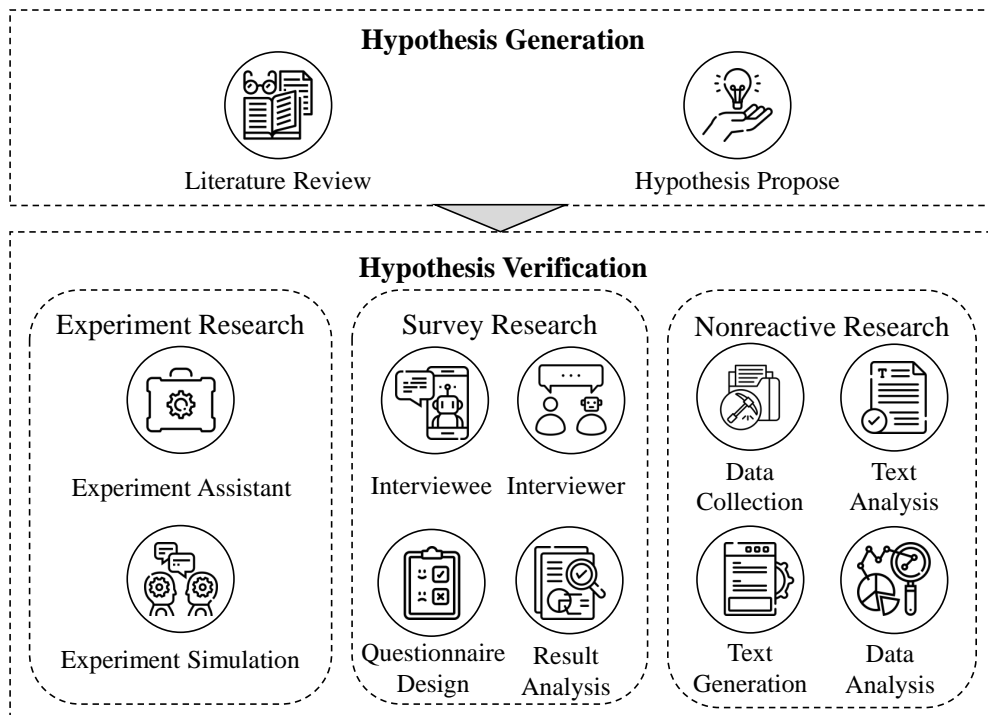 Hypothesis Generation
Literature Review
Hypothesis Propose
Hypothesis Verification
Experiment Research
Experiment Assistant
Experiment Simulation
Survey Research
Interviewee
Interviewer
Questionnaire
Design
Result
Analysis
Nonreactive Research
T
Data
Collection
Text
Analysis
Text
Generation
Data
Analysis